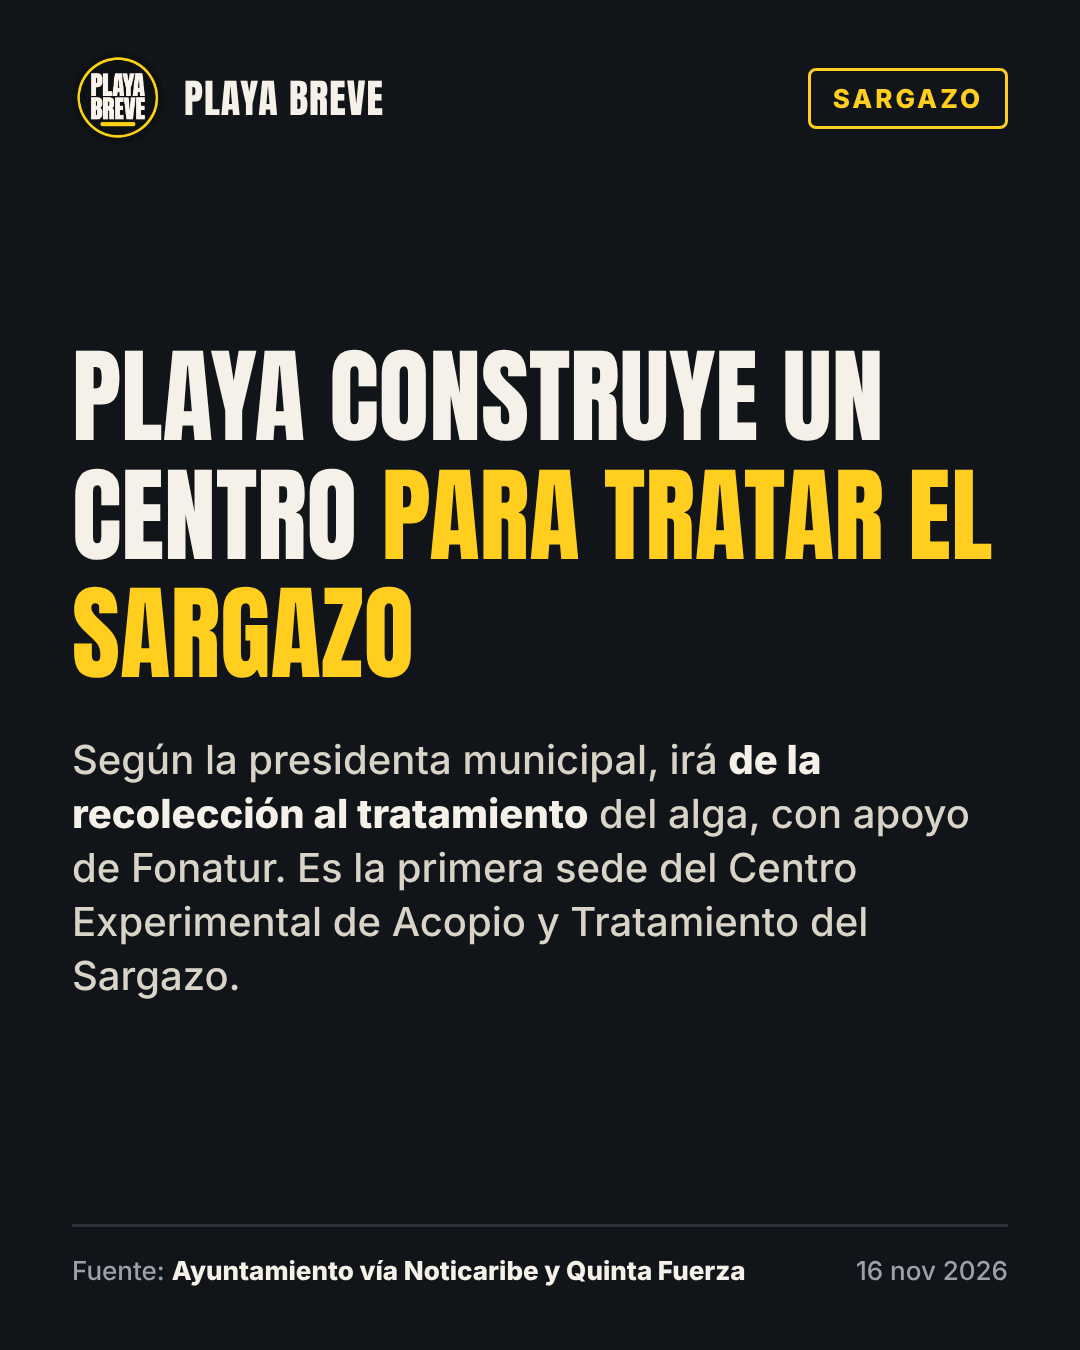 PLAYA
BREVE
PLAYA BREVE
SARGAZO
PLAYA CONSTRUYE UN
CENTRO PARA TRATAR EL
SARGAZO
Según la presidenta municipal, irá de la
recolección al tratamiento del alga, con apoyo
de Fonatur. Es la primera sede del Centro
Experimental de Acopio y Tratamiento del
Sargazo.
Fuente: Ayuntamiento vía Noticaribe y Quinta Fuerza
16 nov 2026